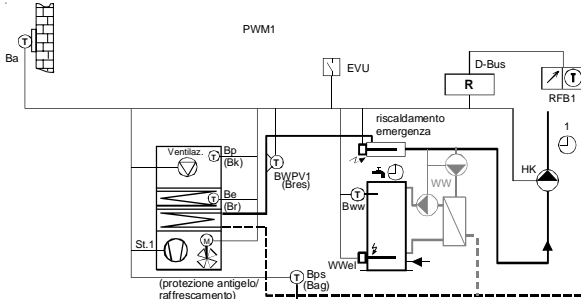 PWM1
T
Ba
EVU
D-Bus
R
T
RFB1
riscaldamento
emergenza
1
Ventilaz.
T
Bp
(Bk)
T
BWPV1
(Bres)
HK
T
Be
(Br)
WW
T
Bww
St.1
M
WWel
T
Bps
(Bag)
(protezione antigelo/
raffrescamento)